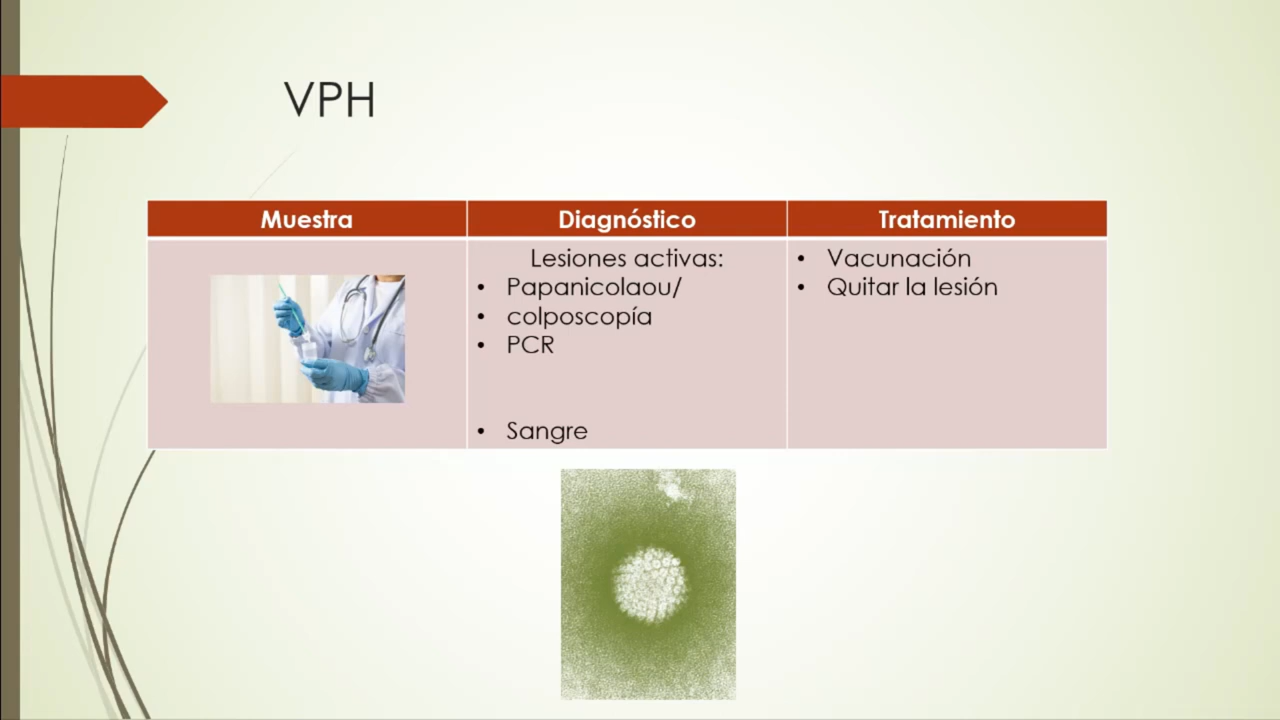 VPH
Muestra
Diagnóstico
Tratamiento
Lesiones activas:
• Papanicolaou/
• colposcopía
• PCR
• Sangre
• Vacunación
• Quitar la lesión